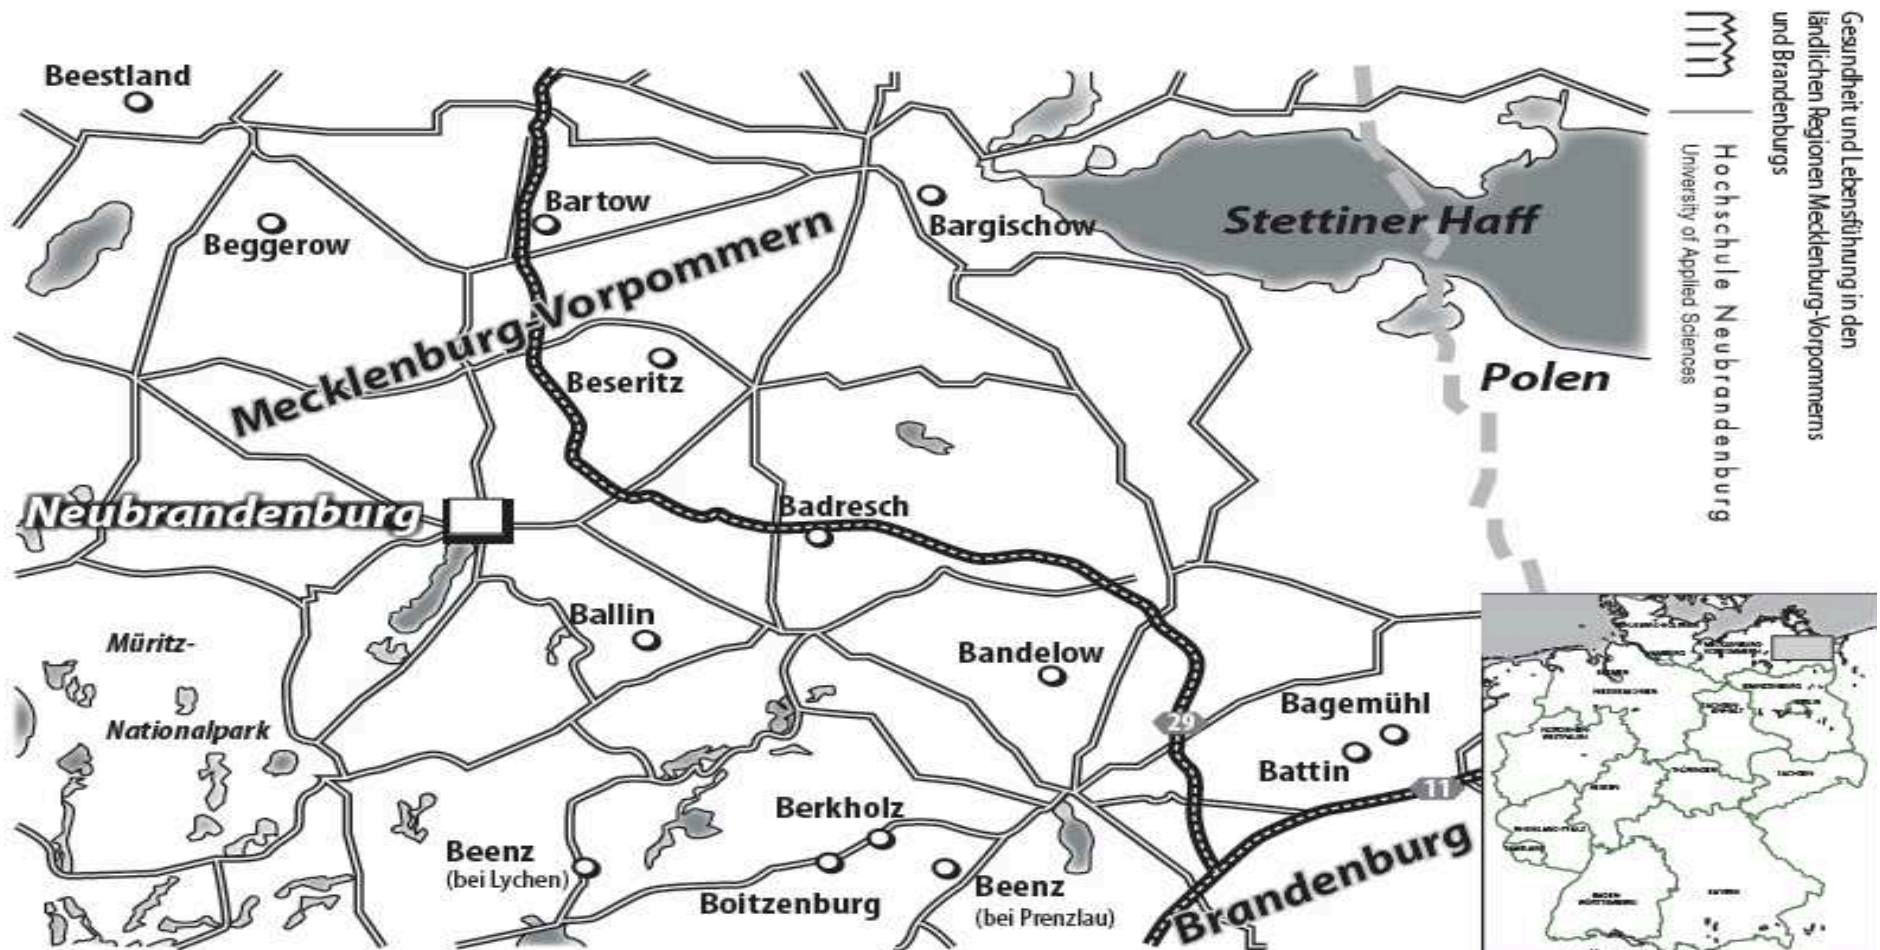 Beestland
Beggerow
Bartow
Bargischow
Stettiner Haff
Mecklenburg-Vorpommern
Beseritz
Polen
Neubrandenburg
Badresch
Müritz-
Nationalpark
Ballin
Bandelow
29
Bagemühl
Battin
11
Berkholz
Beenz
(bei Lychen)
Boitzenburg
Beenz
(bei Prenzlau)
Brandenburg
Gesundheit und Lebensführung in den
ländlichen Regionen Mecklenburg-Vorpommerns
und Brandenburgs
Hochschule Neubrandenburg
University of Applied Sciences